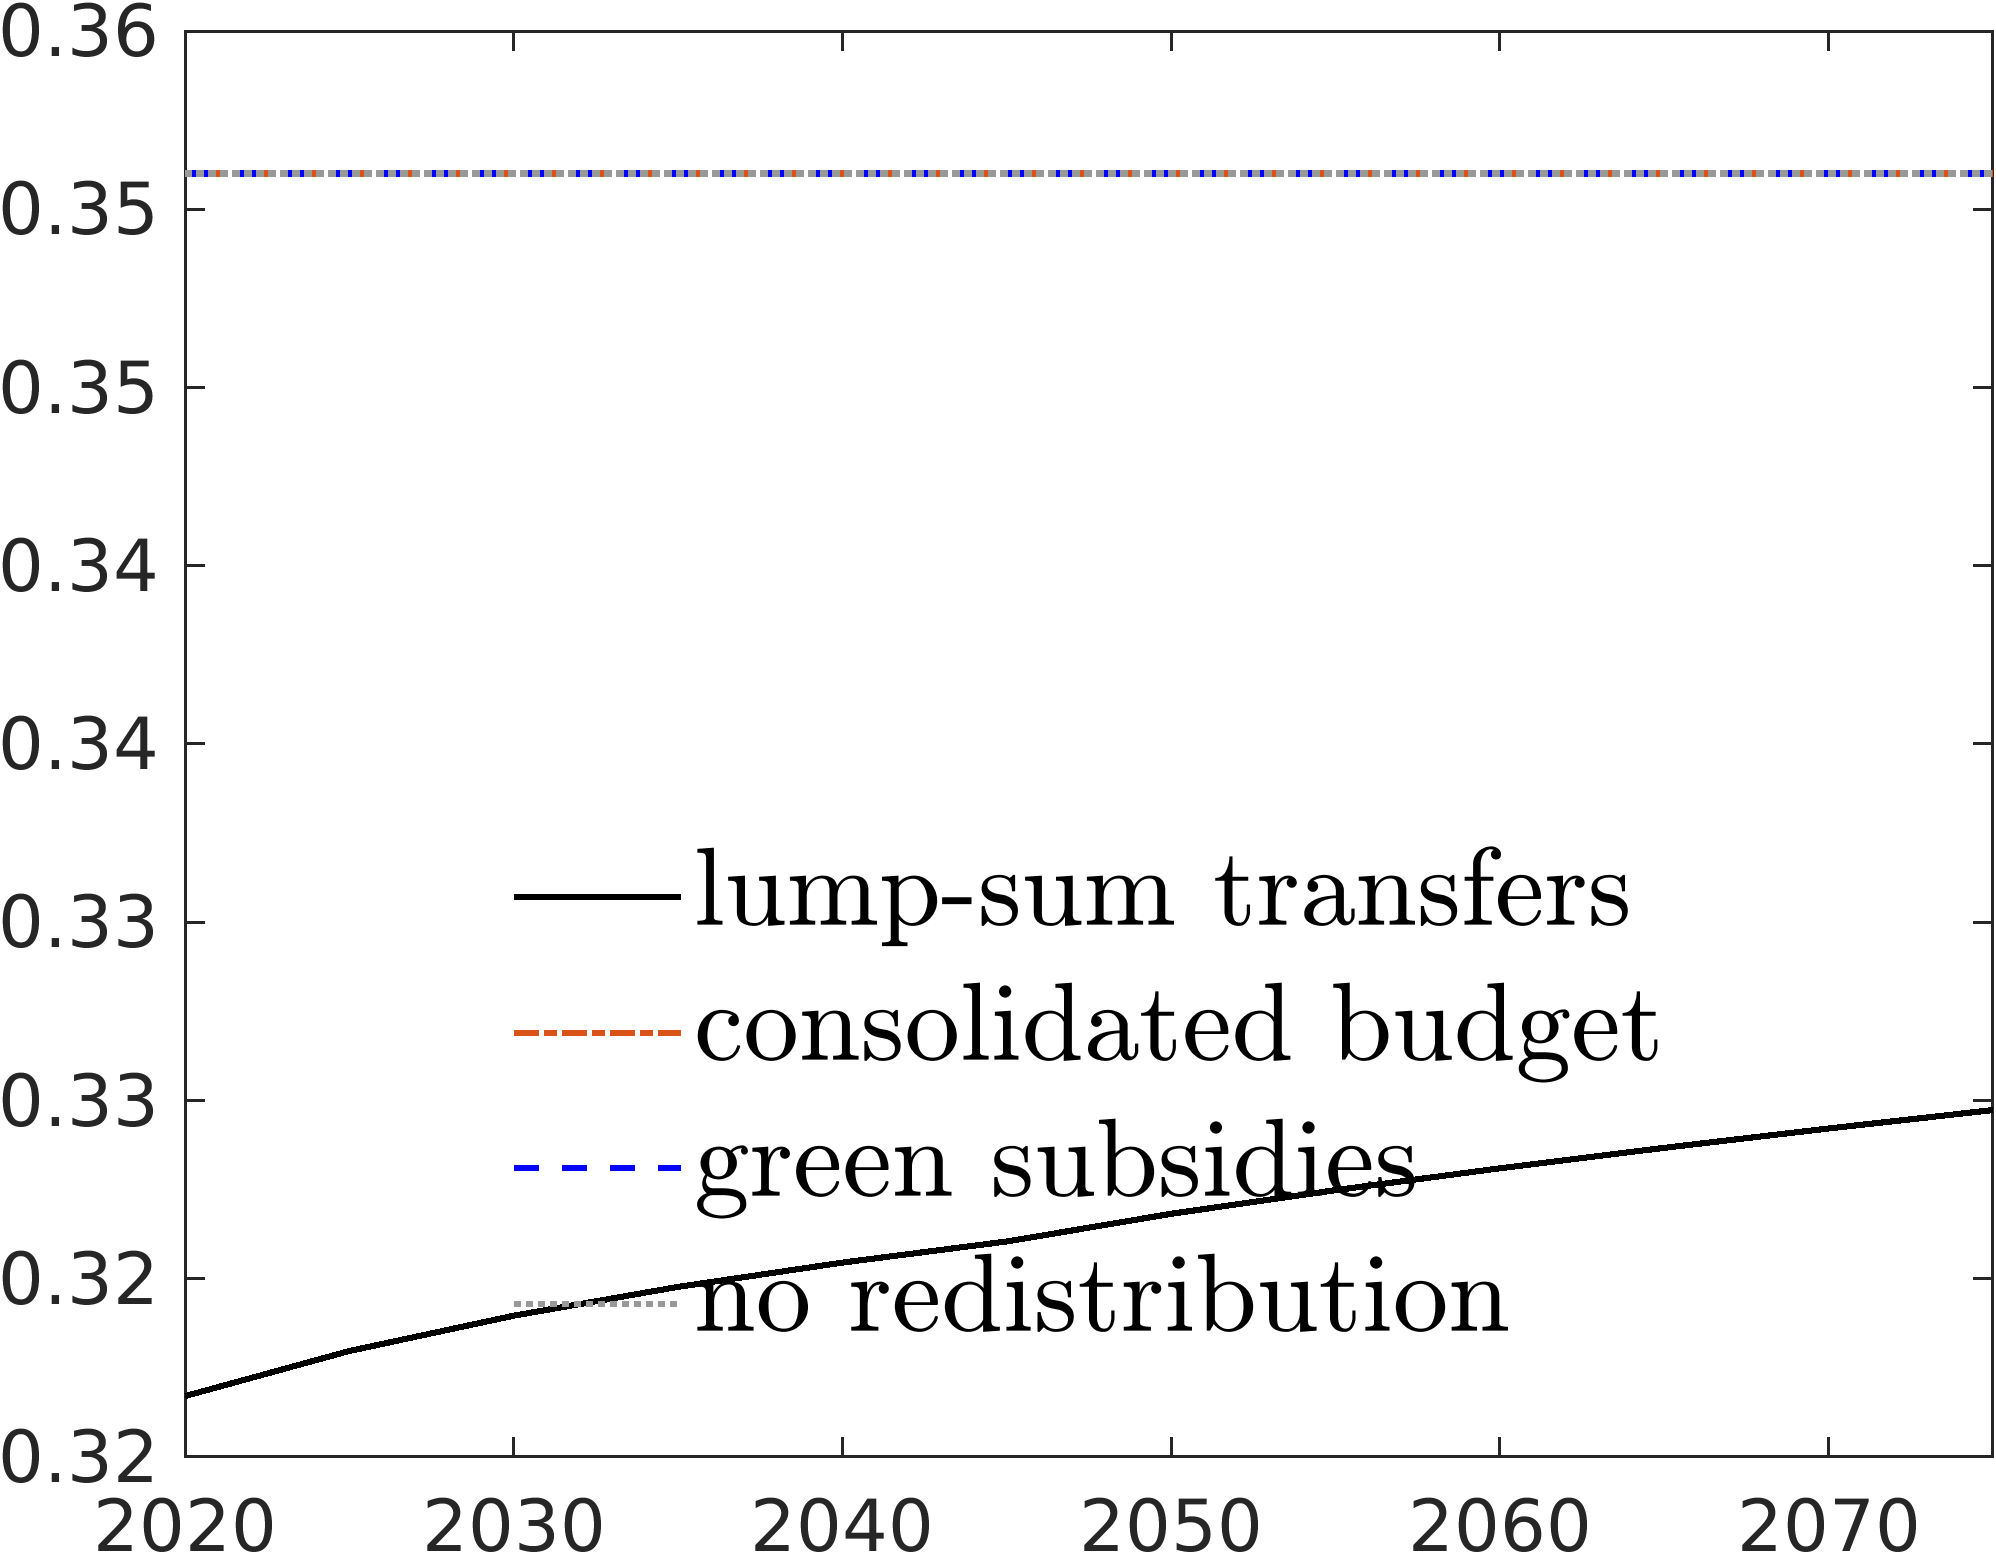 0.36
0.35
0.35
0.34
0.34
0.33
0.33
0.32
0.32
lump-sum transfers
consolidated budget
green subsidies
no redistribution
2020 2030 2040 2050 2060 2070